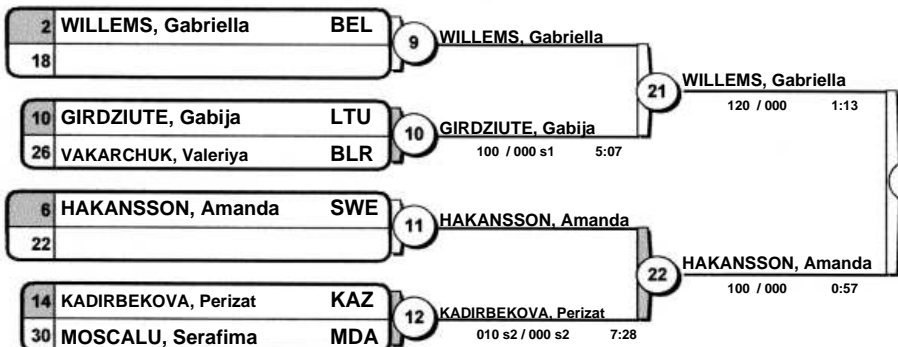 2 WILLEMS, Gabriella BEL
18
9
WILLEMS, Gabriella
10 GIRDZIUTE, Gabija LTU
26 VAKARCHUK, Valeriya BLR
10
GIRDZIUTE, Gabija
100 / 000 s1 5:07
21
WILLEMS, Gabriella
120 / 000 1:13
6 HAKANSSON, Amanda SWE
22
11
HAKANSSON, Amanda
14 KADIRBEKOVA, Perizat KAZ
30 MOSCALU, Serafima MDA
12
KADIRBEKOVA, Perizat
010 s2 / 000 s2 7:28
22
HAKANSSON, Amanda
100 / 000 0:57